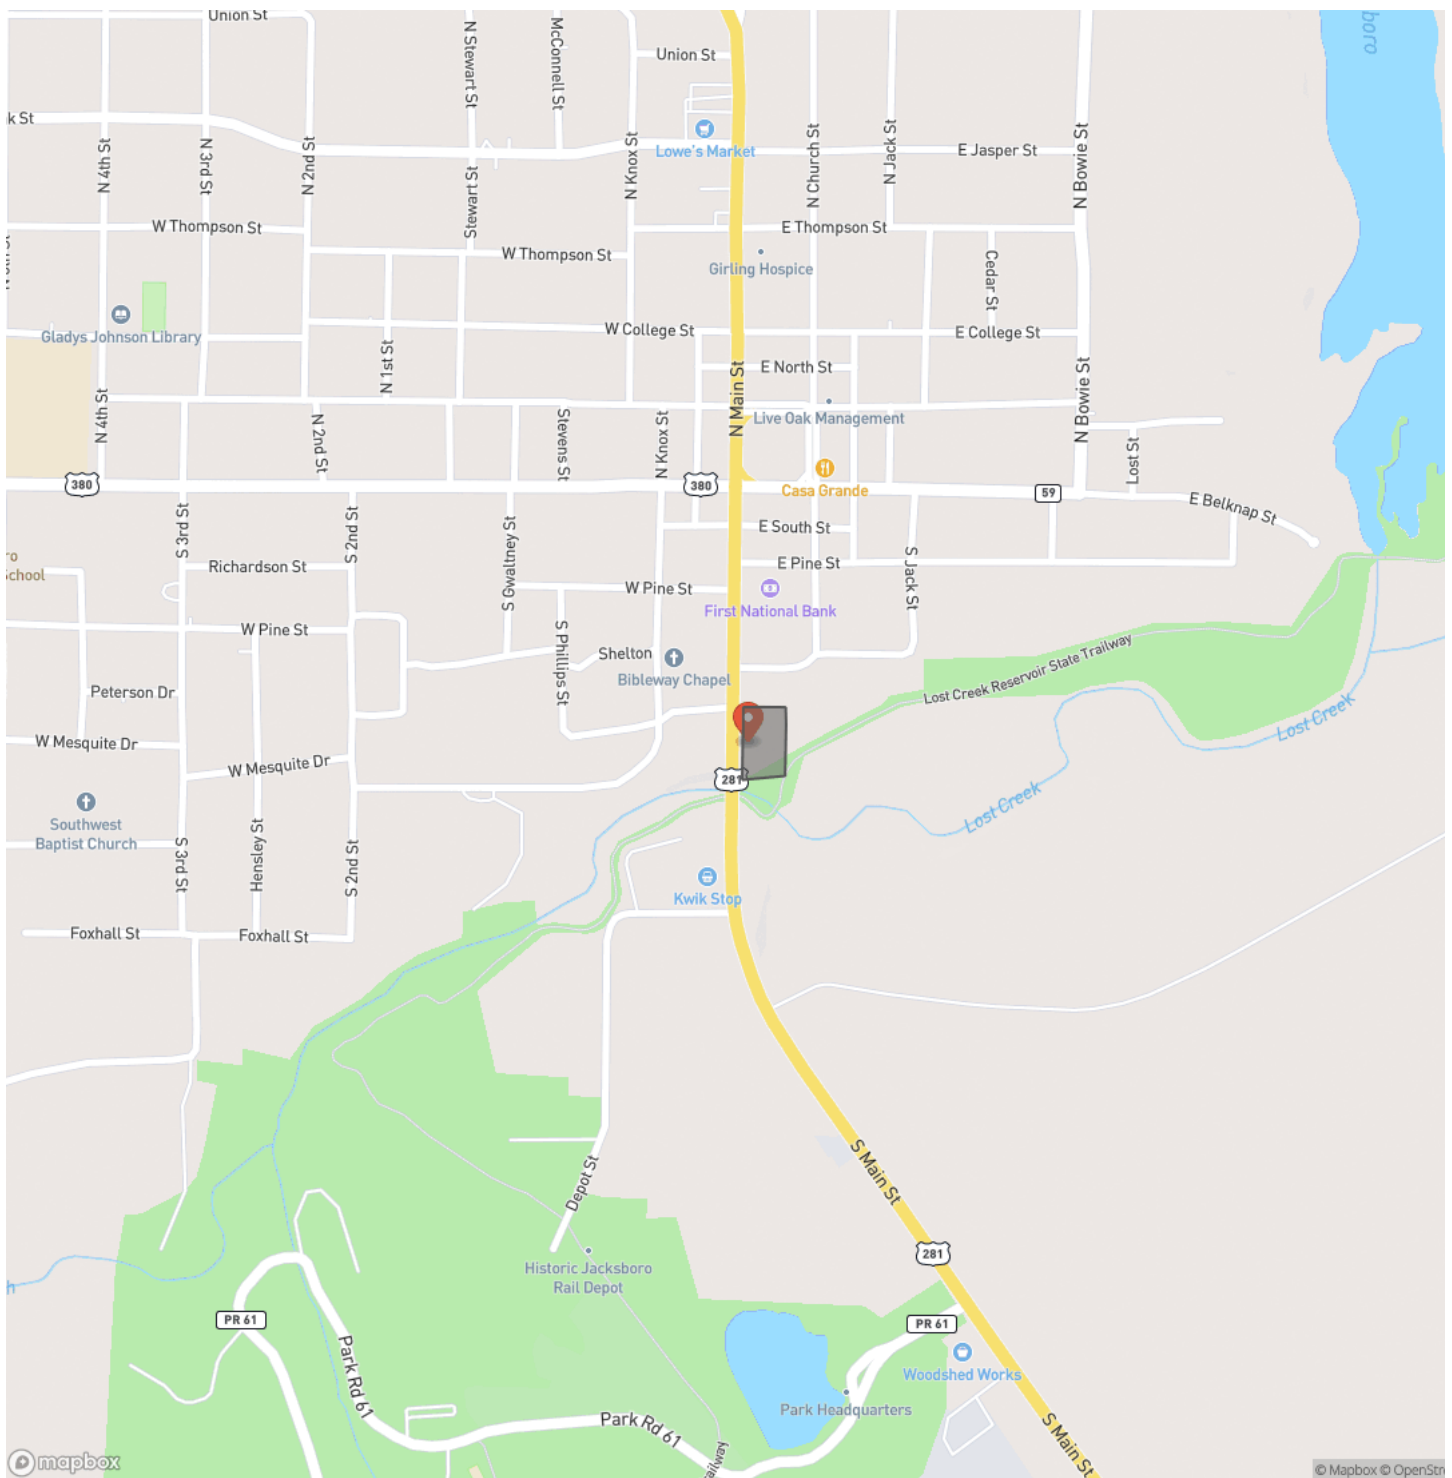 Union St
McConnell St
N Stewart St
Union St
boro
k St
N 4th St
N 3rd St
N 2nd St
N Knox St
Lowe's Market
N Church St
N Jack St
E Jasper St
N Bowie St
Stewart St
W Thompson St
W Thompson St
E Thompson St
Girling Hospice
Cedar St
Gladys Johnson Library
W College St
E College St
N 1st St
E North St
N Main St
N Bowie St
N 4th St
N 2nd St
Stevens St
N Knox St
Live Oak Management
Lost St
380
380
Casa Grande
59
E Belknap St
S 3rd St
S 2nd St
S Gwaltney St
E South St
ro
School
Richardson St
E Pine St
S Jack St
W Pine St
First National Bank
W Pine St
S Phillips St
Shelton
Bibleway Chapel
Lost Creek Reservoir State Trailway
Peterson Dr
W Mesquite Dr
W Mesquite Dr
281
Lost Creek
Lost Creek
Southwest
Baptist Church
S 3rd St
Hensley St
S 2nd St
Kwik Stop
Foxhall St
Foxhall St
Depot St
S Main St
281
Historic Jacksboro
Rail Depot
h
PR 61
PR 61
Park Rd 61
Woodshed Works
Park Headquarters
Park Rd 61
S Main St
railway
mapbox
© Mapbox © OpenStre